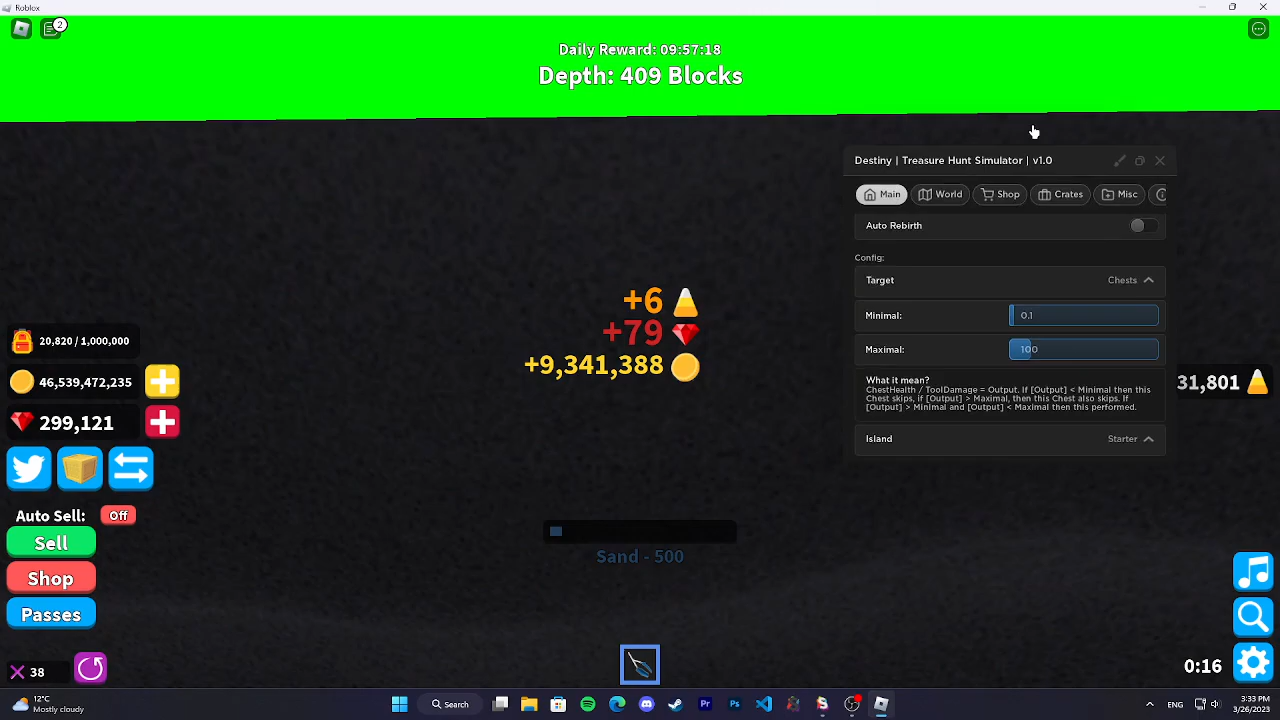 Roblox
2
Daily Reward: 09:57:18
Depth: 409 Blocks
Destiny | Treasure Hunt Simulator | v1.0
Main World Shop Crates Misc
Auto Rebirth
Config:
Target Chests
Minimal: 0.1
Maximal: 100
What it mean?
ChestHealth / ToolDamage = Output. If [Output] < Minimal then this
Chest skips, if [Output] > Maximal, then this Chest also skips. If
[Output] > Minimal and [Output] < Maximal then this performed.
Island Starter
+6
+79
+9,341,388
20,820 / 1,000,000
46,539,472,235
299,121
31,801
Auto Sell: Off
Sell
Shop
Passes
38
Sand - 500
0:16
12°C
Mostly cloudy
Search
Pr
Ps
ENG
3:33 PM
3/26/2023